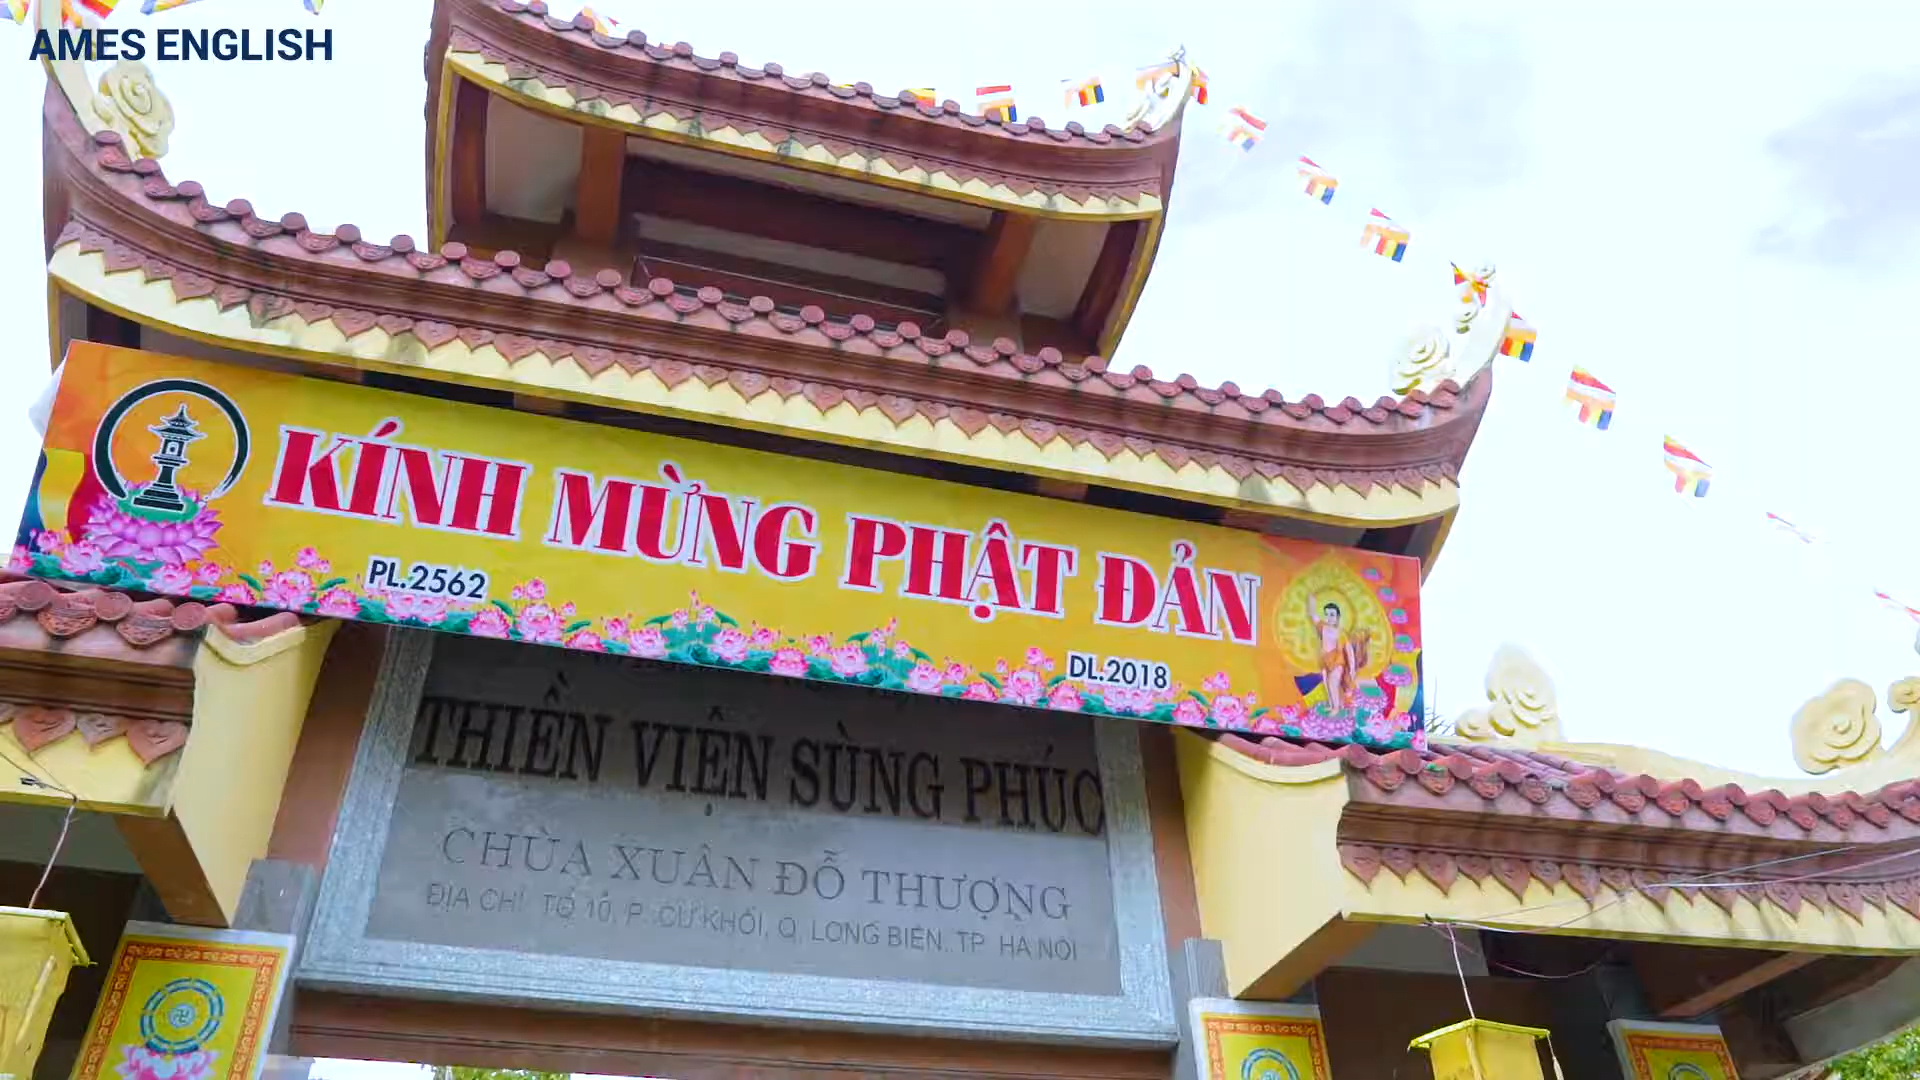 AMES ENGLISH
KÍNH MỪNG PHẬT ĐẢN
PL.2562
DL.2018
THIỀN VIỆN SÙNG PHÚC
CHÙA XUÂN ĐỖ THƯỢNG
ĐỊA CHỈ: TỔ 10, P. CỰ KHỐI, Q. LONG BIÊN, TP. HÀ NỘI